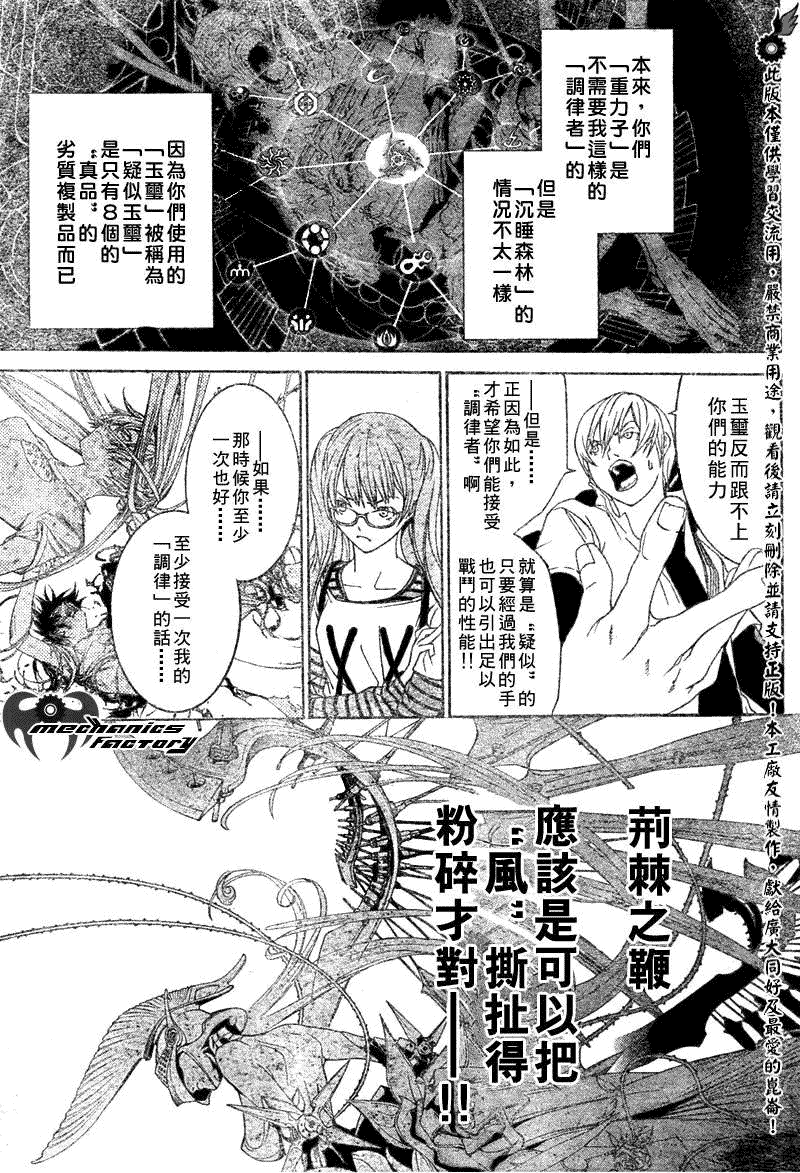 本來，你們
「重力子」是
不需要我這樣的
「調律者」的
但是
「沉睡森林」的
情況不太一樣
因為你們使用的
「玉璽」被稱為
「疑似玉璽」
是只有8個的
"真品"的
劣質複製品而已
玉璽反而跟不上
你們的能力
——但是……
正因為如此，
才希望你們能接受
「調律者」啊
就算是"疑似"的
只要經過我們的手
也可以引出足以
戰鬥的性能!!
——如果……
那時候你至少
一次也好……
至少接受一次我的
「調律」的話……
荊棘之鞭
應該是可以把
"風"撕扯得
粉碎才對——!!
mechanics
Factory
此版本僅供學習交流用，嚴禁商業用途，觀看後請立刻刪除並請支持正版！本工廠友情製作，獻給廣大同好及最愛的崑崙！